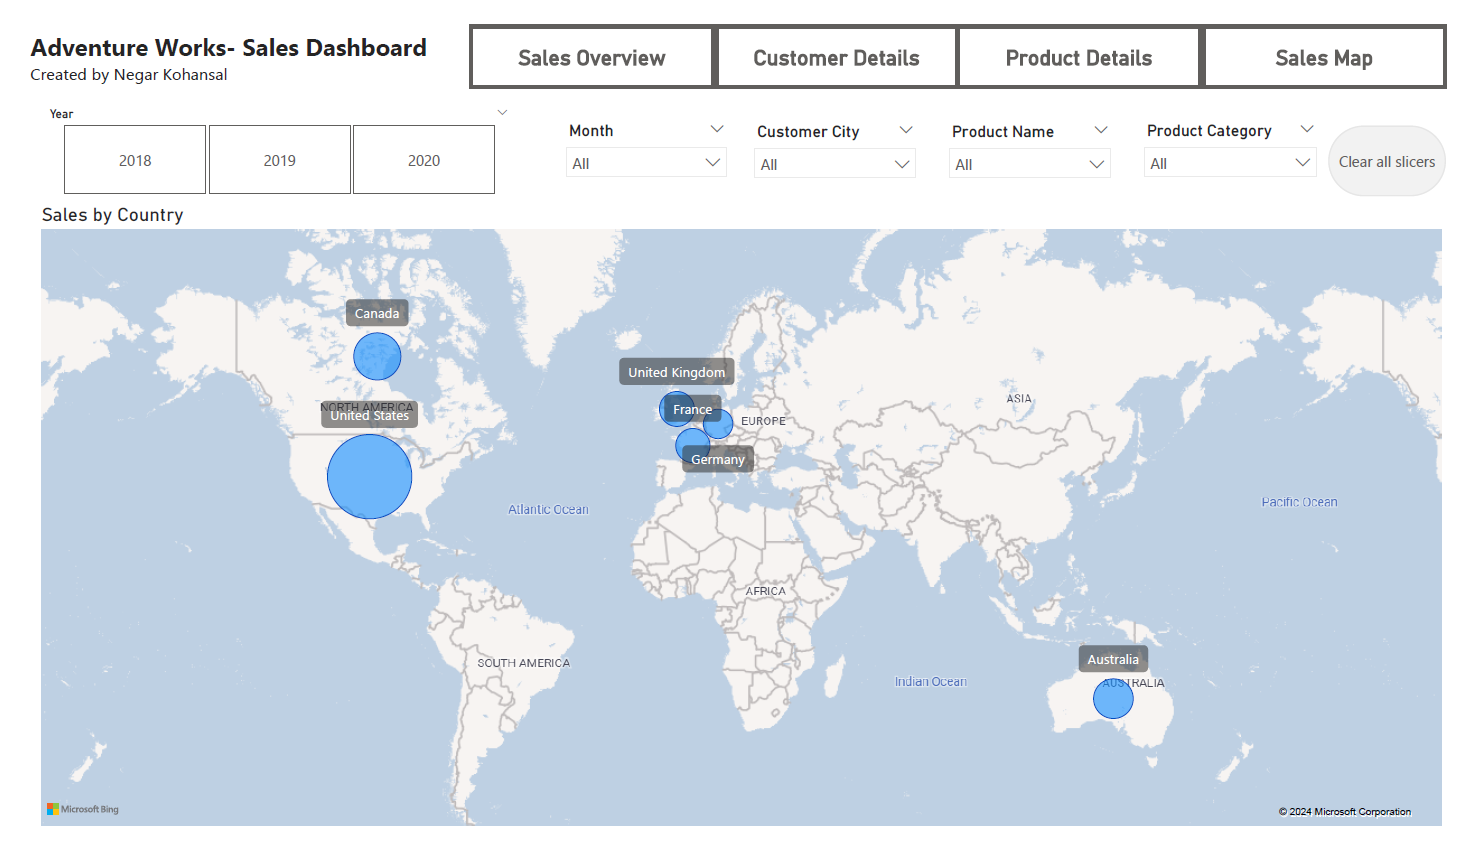 Adventure Works- Sales Dashboard
Created by Negar Kohansal
Sales Overview
Customer Details
Product Details
Sales Map
Year
2018
2019
2020
Month
All
Customer City
All
Product Name
All
Product Category
All
Clear all slicers
Sales by Country
Canada
United Kingdom
NORTH AMERICA
United States
France
EUROPE
ASIA
Germany
Atlantic Ocean
Pacific Ocean
AFRICA
SOUTH AMERICA
Australia
Indian Ocean
AUSTRALIA
Microsoft Bing
© 2024 Microsoft Corporation